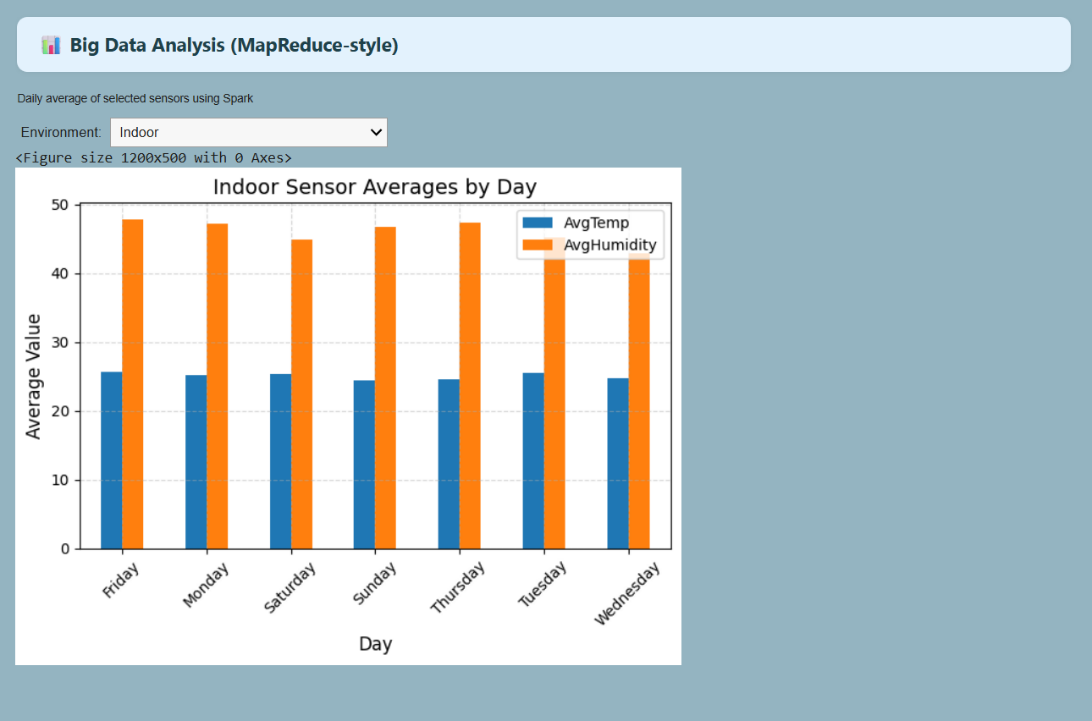 📊 Big Data Analysis (MapReduce-style)
Daily average of selected sensors using Spark
Environment: Indoor
<Figure size 1200x500 with 0 Axes>
Indoor Sensor Averages by Day
AvgTemp
AvgHumidity
50
40
30
20
10
0
Average Value
Friday Monday Saturday Sunday Thursday Tuesday Wednesday
Day